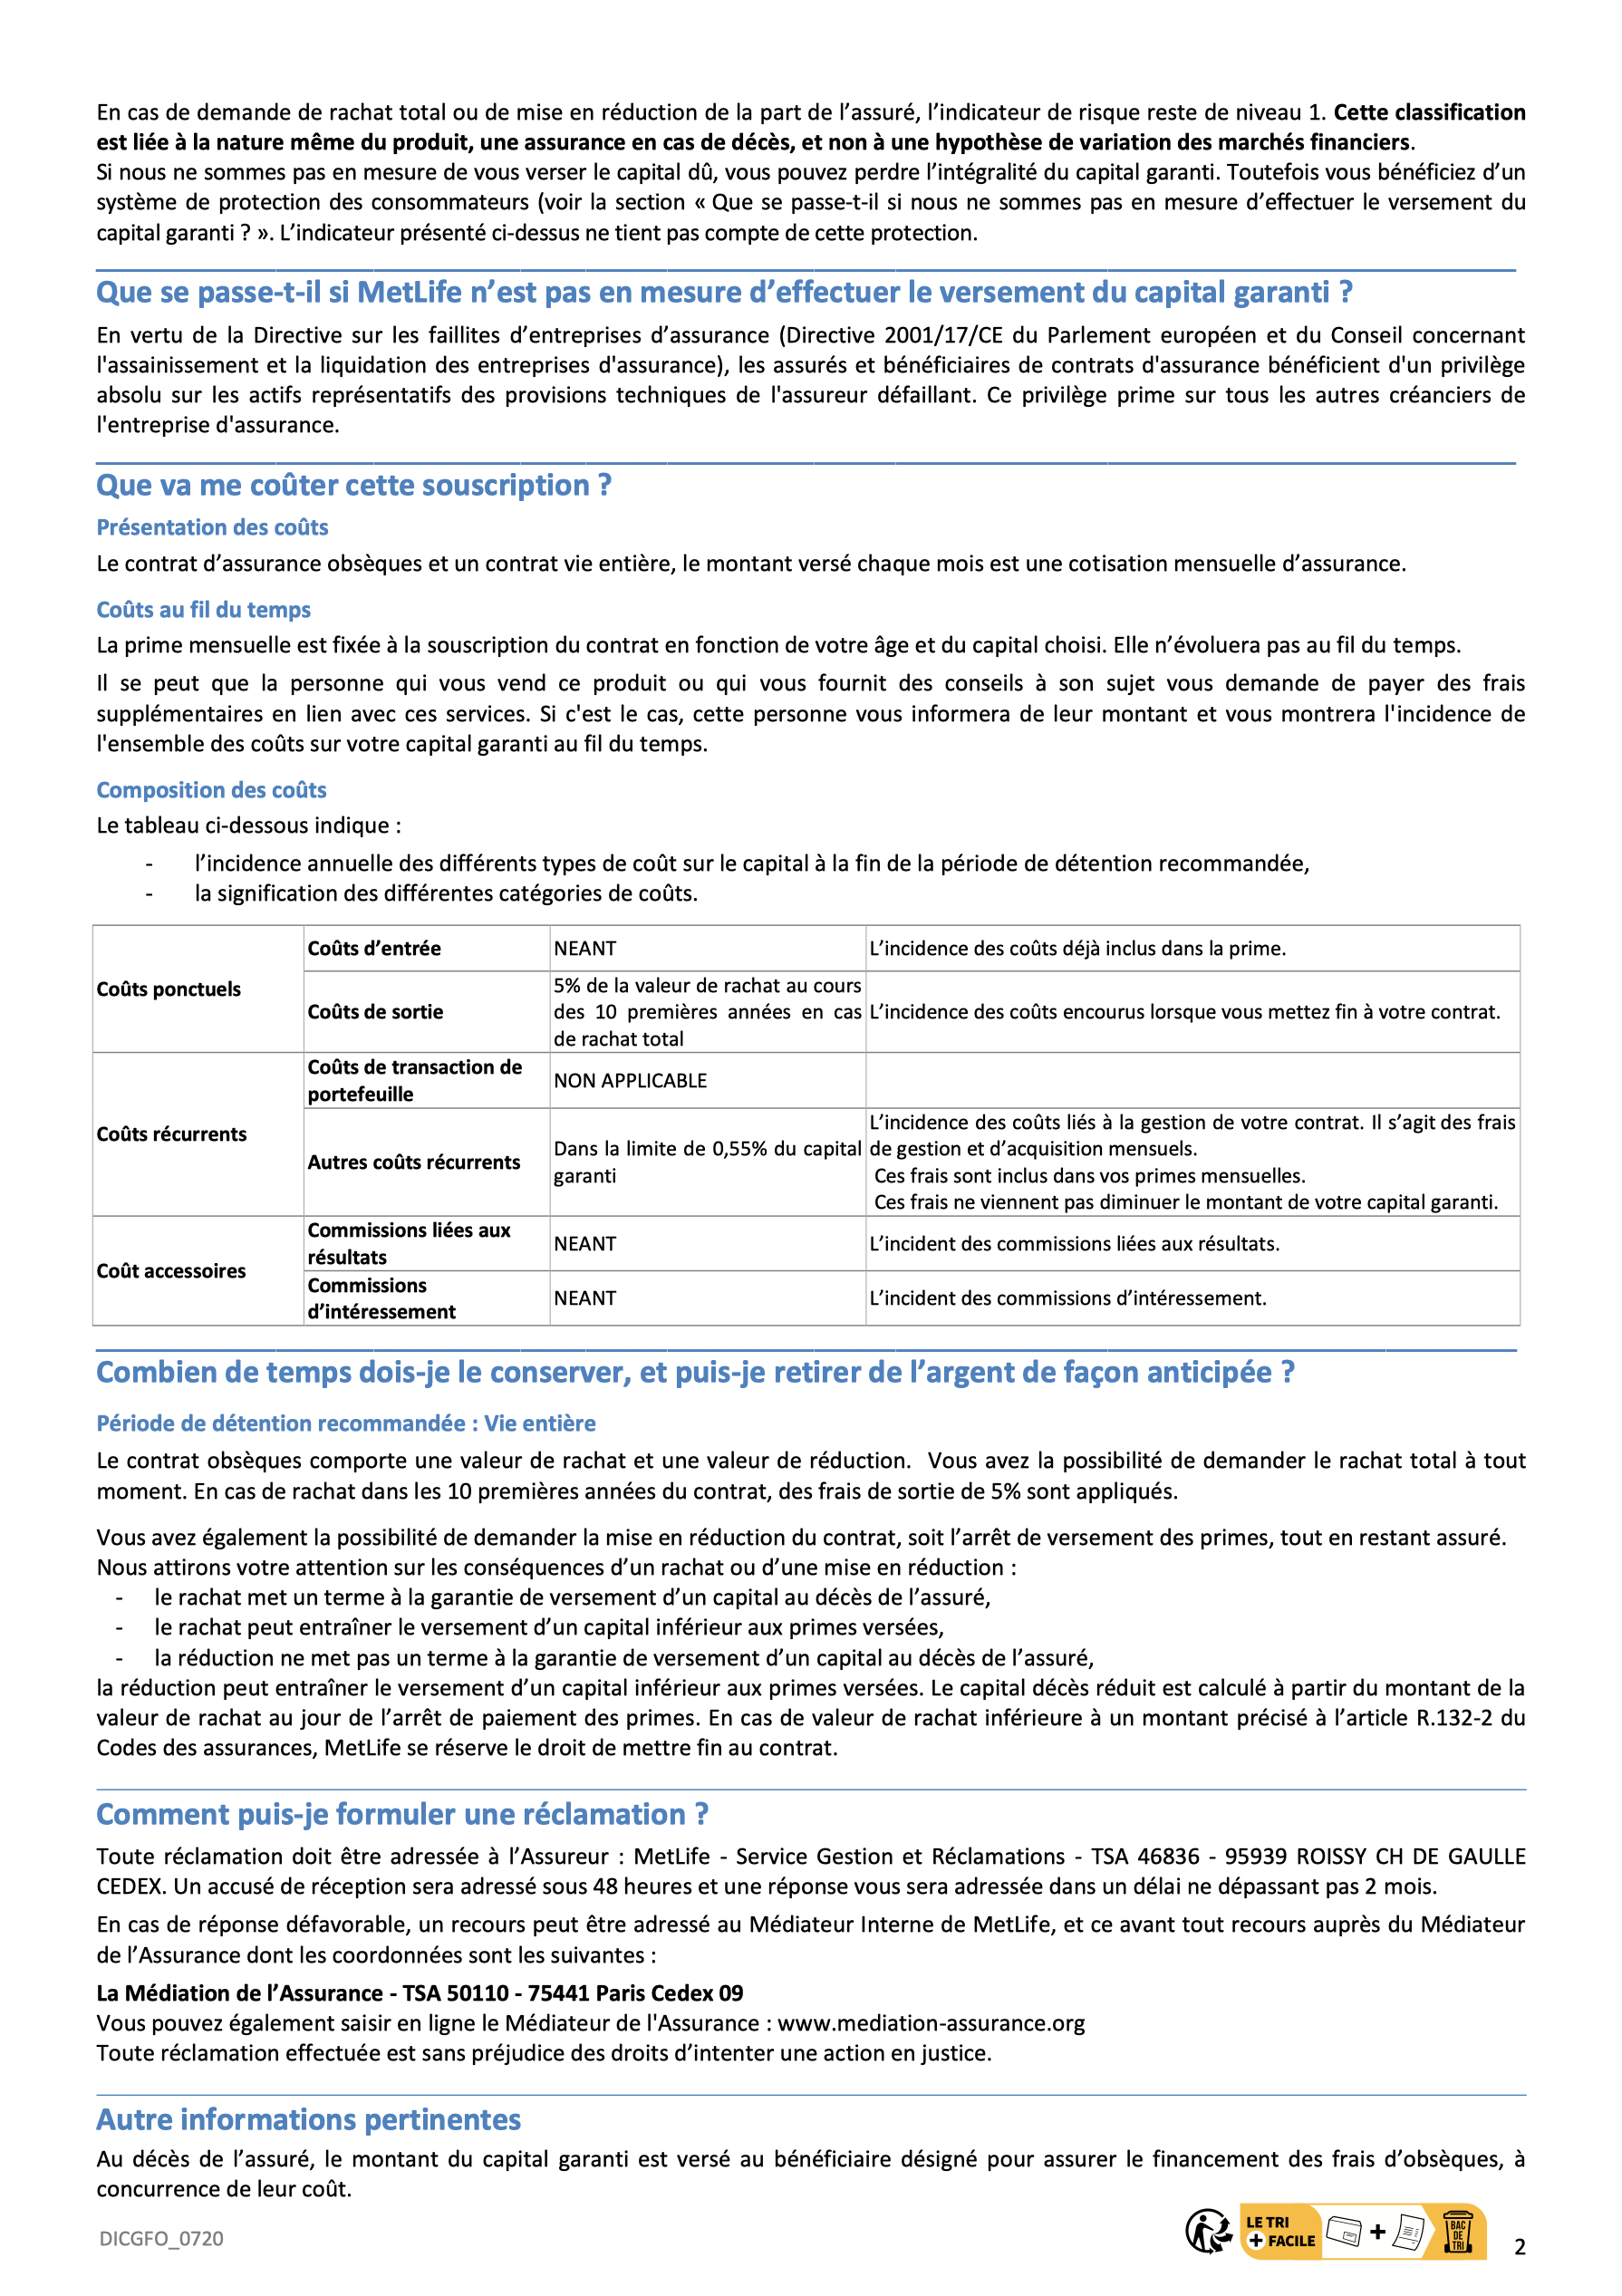 En cas de demande de rachat total ou de mise en réduction de la part de l’assuré, l’indicateur de risque reste de niveau 1. Cette classification
est liée à la nature même du produit, une assurance en cas de décès, et non à une hypothèse de variation des marchés financiers.
Si nous ne sommes pas en mesure de vous verser le capital dû, vous pouvez perdre l’intégralité du capital garanti. Toutefois vous bénéficiez d’un
système de protection des consommateurs (voir la section « Que se passe-t-il si nous ne sommes pas en mesure d’effectuer le versement du
capital garanti ? ». L’indicateur présenté ci-dessus ne tient pas compte de cette protection.
Que se passe-t-il si MetLife n’est pas en mesure d’effectuer le versement du capital garanti ?
En vertu de la Directive sur les faillites d’entreprises d’assurance (Directive 2001/17/CE du Parlement européen et du Conseil concernant
l'assainissement et la liquidation des entreprises d'assurance), les assurés et bénéficiaires de contrats d'assurance bénéficient d'un privilège
absolu sur les actifs représentatifs des provisions techniques de l'assureur défaillant. Ce privilège prime sur tous les autres créanciers de
l'entreprise d'assurance.
Que va me coûter cette souscription ?
Présentation des coûts
Le contrat d’assurance obsèques et un contrat vie entière, le montant versé chaque mois est une cotisation mensuelle d’assurance.
Coûts au fil du temps
La prime mensuelle est fixée à la souscription du contrat en fonction de votre âge et du capital choisi. Elle n’évoluera pas au fil du temps.
Il se peut que la personne qui vous vend ce produit ou qui vous fournit des conseils à son sujet vous demande de payer des frais
supplémentaires en lien avec ces services. Si c'est le cas, cette personne vous informera de leur montant et vous montrera l'incidence de
l'ensemble des coûts sur votre capital garanti au fil du temps.
Composition des coûts
Le tableau ci-dessous indique :
- l’incidence annuelle des différents types de coût sur le capital à la fin de la période de détention recommandée,
- la signification des différentes catégories de coûts.
Coûts ponctuels
Coûts d’entrée
NEANT
L’incidence des coûts déjà inclus dans la prime.
Coûts de sortie
5% de la valeur de rachat au cours
des 10 premières années en cas
de rachat total
L’incidence des coûts encourus lorsque vous mettez fin à votre contrat.
Coûts récurrents
Coûts de transaction de
portefeuille
NON APPLICABLE
Autres coûts récurrents
Dans la limite de 0,55% du capital
garanti
L’incidence des coûts liés à la gestion de votre contrat. Il s’agit des frais
de gestion et d’acquisition mensuels.
Ces frais sont inclus dans vos primes mensuelles.
Ces frais ne viennent pas diminuer le montant de votre capital garanti.
Coût accessoires
Commissions liées aux
résultats
NEANT
L’incident des commissions liées aux résultats.
Commissions
d’intéressement
NEANT
L’incident des commissions d’intéressement.
Combien de temps dois-je le conserver, et puis-je retirer de l’argent de façon anticipée ?
Période de détention recommandée : Vie entière
Le contrat obsèques comporte une valeur de rachat et une valeur de réduction. Vous avez la possibilité de demander le rachat total à tout
moment. En cas de rachat dans les 10 premières années du contrat, des frais de sortie de 5% sont appliqués.
Vous avez également la possibilité de demander la mise en réduction du contrat, soit l’arrêt de versement des primes, tout en restant assuré.
Nous attirons votre attention sur les conséquences d’un rachat ou d’une mise en réduction :
- le rachat met un terme à la garantie de versement d’un capital au décès de l’assuré,
- le rachat peut entraîner le versement d’un capital inférieur aux primes versées,
- la réduction ne met pas un terme à la garantie de versement d’un capital au décès de l’assuré,
la réduction peut entraîner le versement d’un capital inférieur aux primes versées. Le capital décès réduit est calculé à partir du montant de la
valeur de rachat au jour de l’arrêt de paiement des primes. En cas de valeur de rachat inférieure à un montant précisé à l’article R.132-2 du
Codes des assurances, MetLife se réserve le droit de mettre fin au contrat.
Comment puis-je formuler une réclamation ?
Toute réclamation doit être adressée à l’Assureur : MetLife - Service Gestion et Réclamations - TSA 46836 - 95939 ROISSY CH DE GAULLE
CEDEX. Un accusé de réception sera adressé sous 48 heures et une réponse vous sera adressée dans un délai ne dépassant pas 2 mois.
En cas de réponse défavorable, un recours peut être adressé au Médiateur Interne de MetLife, et ce avant tout recours auprès du Médiateur
de l’Assurance dont les coordonnées sont les suivantes :
La Médiation de l’Assurance - TSA 50110 - 75441 Paris Cedex 09
Vous pouvez également saisir en ligne le Médiateur de l'Assurance : www.mediation-assurance.org
Toute réclamation effectuée est sans préjudice des droits d’intenter une action en justice.
Autre informations pertinentes
Au décès de l’assuré, le montant du capital garanti est versé au bénéficiaire désigné pour assurer le financement des frais d’obsèques, à
concurrence de leur coût.
DICGFO_0720
LE TRI
+ FACILE
+
BAC
DE
TRI
2